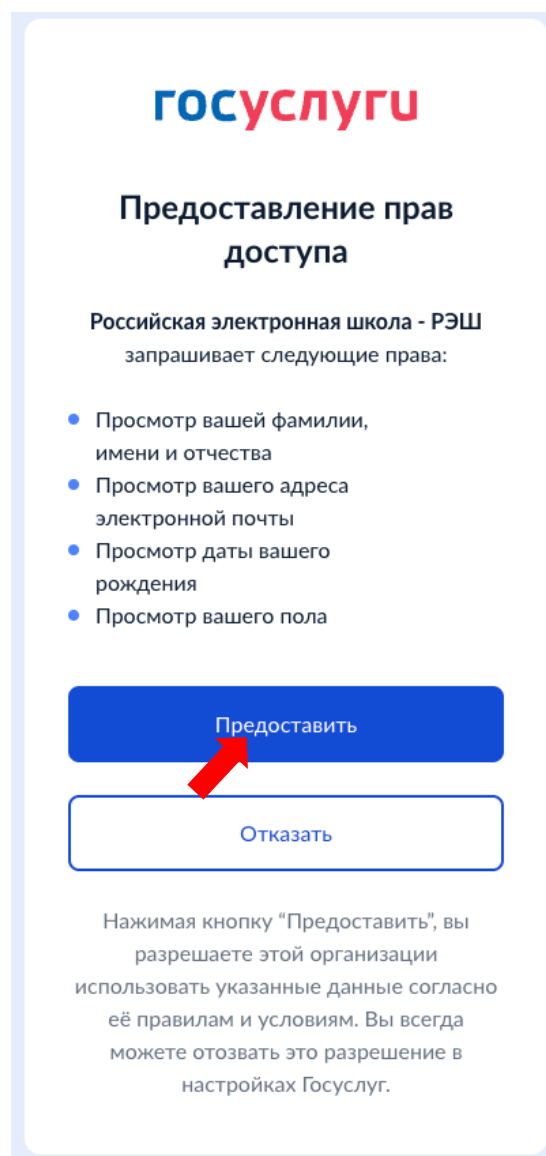 госуслуги
Предоставление прав
доступа
Российская электронная школа - РЭШ
запрашивает следующие права:
Просмотр вашей фамилии,
имени и отчества
Просмотр вашего адреса
электронной почты
Просмотр даты вашего
рождения
Просмотр вашего пола
Предоставить
Отказать
Нажимая кнопку “Предоставить”, вы
разрешаете этой организации
использовать указанные данные согласно
её правилам и условиям. Вы всегда
можете отозвать это разрешение в
настройках Госуслуг.